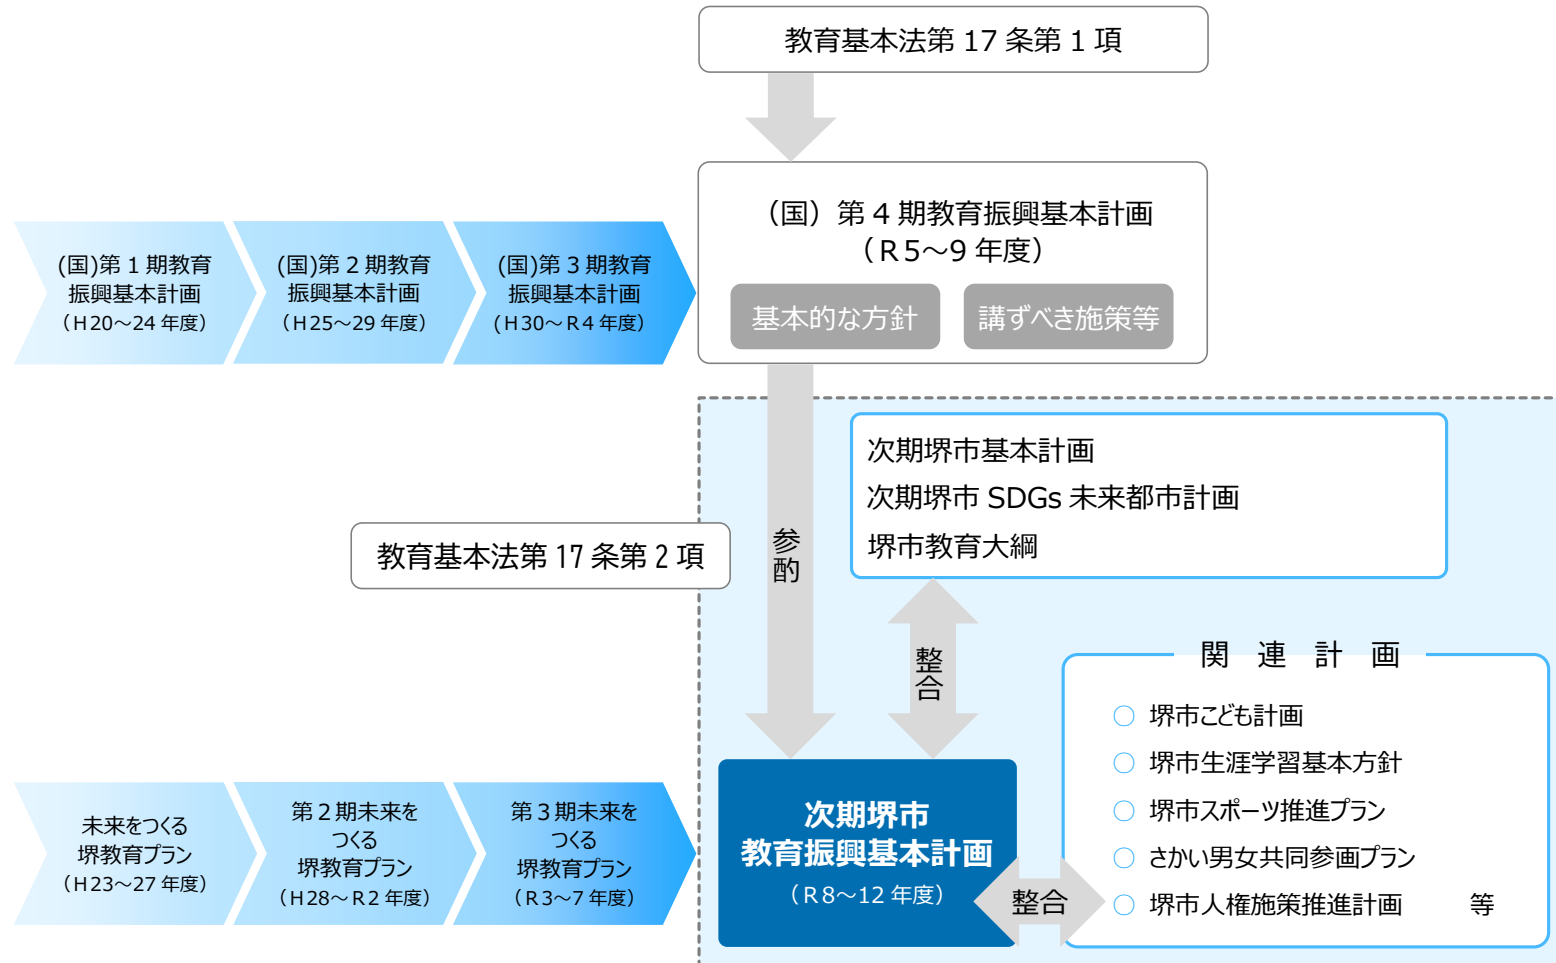 教育基本法第 17 条第 1 項
（国）第 4 期教育振興基本計画
（R5～9 年度）
基本的な方針
講ずべき施策等
(国)第 1 期教育
振興基本計画
（H20～24 年度）
(国)第 2 期教育
振興基本計画
（H25～29 年度）
(国)第 3 期教育
振興基本計画
（H30～R4 年度）
次期堺市基本計画
次期堺市 SDGs 未来都市計画
堺市教育大綱
教育基本法第 17 条第 2 項
参酌
整合
関連計画
○ 堺市こども計画
○ 堺市生涯学習基本方針
○ 堺市スポーツ推進プラン
○ さかい男女共同参画プラン
○ 堺市人権施策推進計画 等
未来をつくる
堺教育プラン
（H23～27 年度）
第２期未来を
つくる
堺教育プラン
（H28～R2 年度）
第３期未来を
つくる
堺教育プラン
（R3～7 年度）
次期堺市
教育振興基本計画
（R8～12 年度）
整合